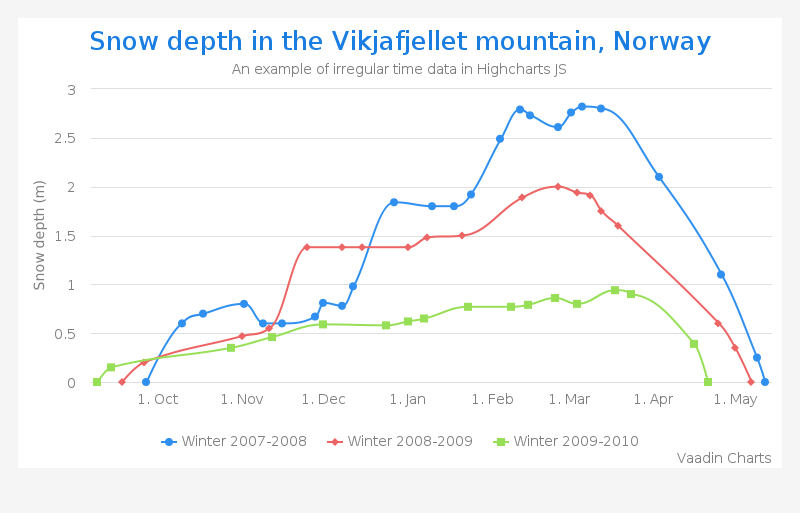 Snow depth in the Vikjafjellet mountain, Norway
An example of irregular time data in Highcharts JS
Snow depth (m)
3
2.5
2
1.5
1
0.5
0
1. Oct 1. Nov 1. Dec 1. Jan 1. Feb 1. Mar 1. Apr 1. May
Winter 2007-2008 Winter 2008-2009 Winter 2009-2010
Vaadin Charts